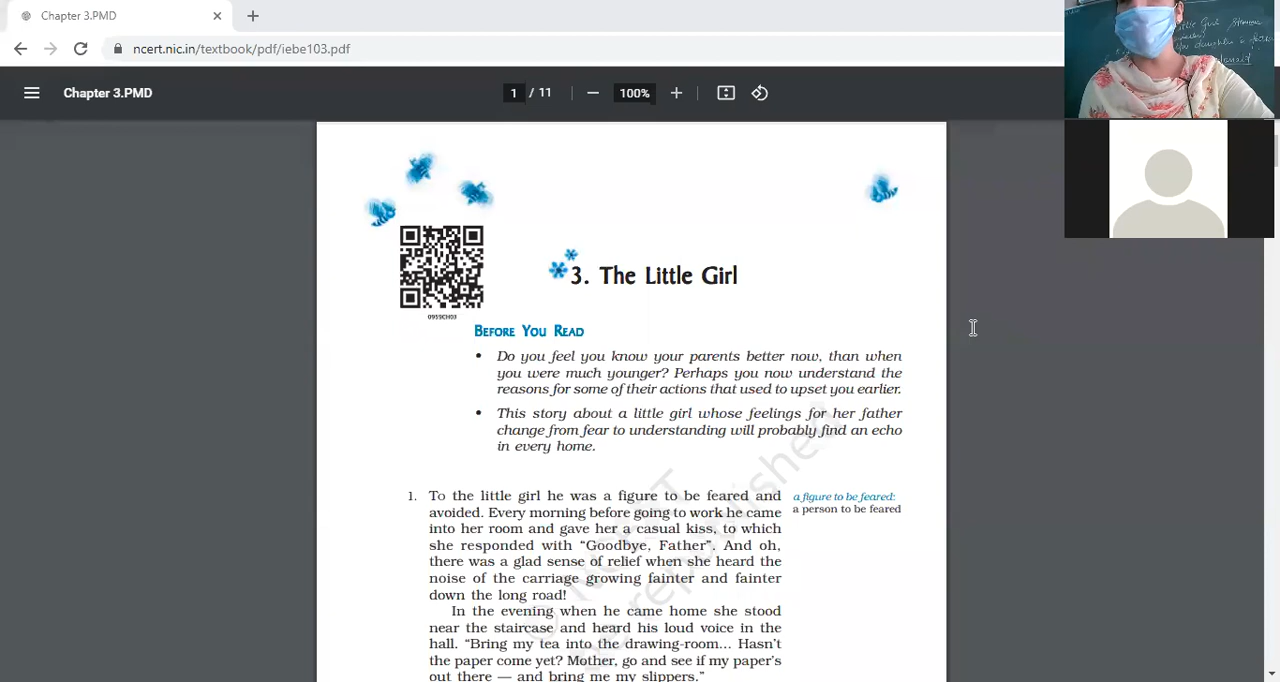 Chapter 3.PMD
ncert.nic.in/textbook/pdf/iebe103.pdf
Chapter 3.PMD
1 / 11
100%
0959CH03
3. The Little Girl
BEFORE YOU READ
• Do you feel you know your parents better now, than when
you were much younger? Perhaps you now understand the
reasons for some of their actions that used to upset you earlier.
• This story about a little girl whose feelings for her father
change from fear to understanding will probably find an echo
in every home.
1. To the little girl he was a figure to be feared and
avoided. Every morning before going to work he came
into her room and gave her a casual kiss, to which
she responded with “Goodbye, Father”. And oh,
there was a glad sense of relief when she heard the
noise of the carriage growing fainter and fainter
down the long road!
a figure to be feared:
a person to be feared
In the evening when he came home she stood
near the staircase and heard his loud voice in the
hall. “Bring my tea into the drawing-room... Hasn’t
the paper come yet? Mother, go and see if my paper’s
out there — and bring me my slippers.”
© NCERT
be republished
Girl